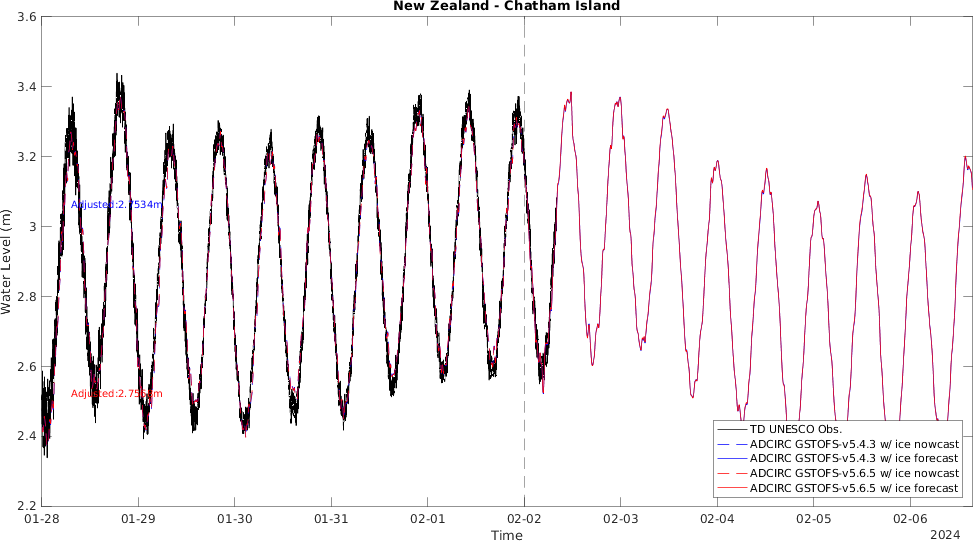 New Zealand - Chatham Island
3.6
3.4
3.2
3
2.8
2.6
2.4
2.2
Water Level (m)
Adjusted:2.7534m
TD UNESCO Obs.
ADCIRC GSTOFS-v5.4.3 w/ ice nowcast
ADCIRC GSTOFS-v5.4.3 w/ ice forecast
ADCIRC GSTOFS-v5.6.5 w/ ice nowcast
ADCIRC GSTOFS-v5.6.5 w/ ice forecast
01-28 01-29 01-30 01-31 02-01 02-02 02-03 02-04 02-05 02-06
Time
2024